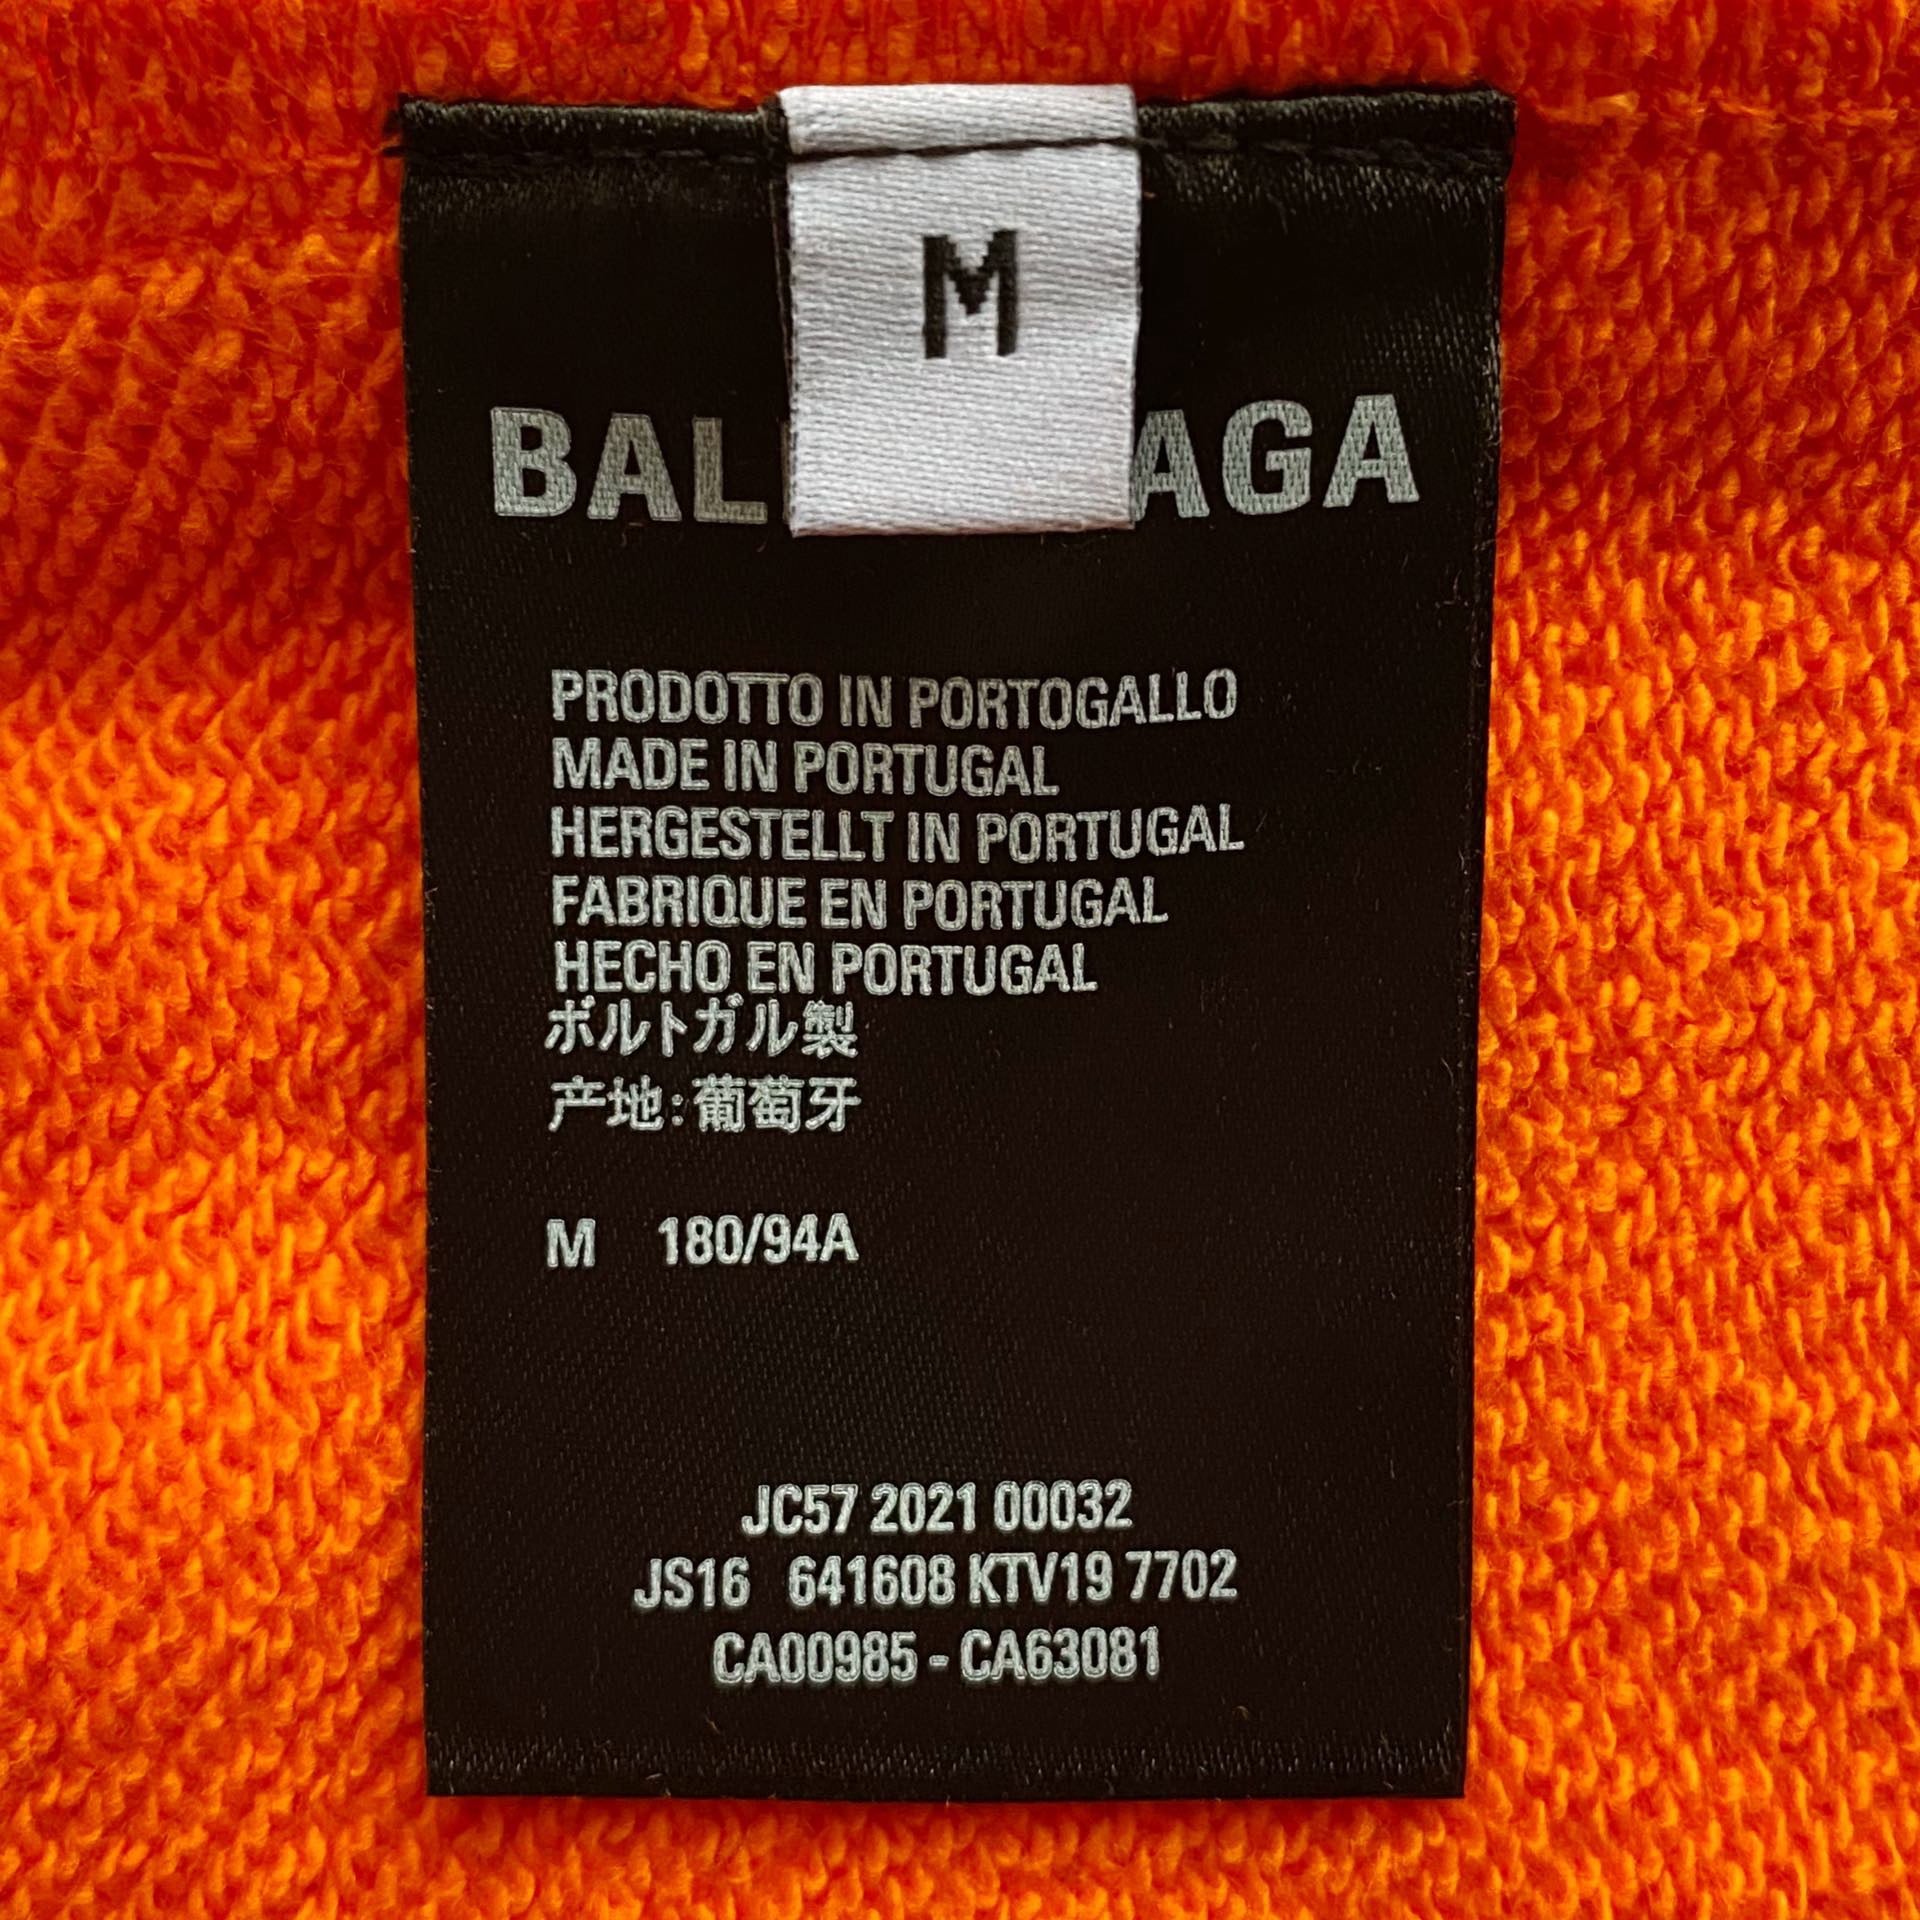 M
BAL AGA
PRODOTTO IN PORTOGALLO
MADE IN PORTUGAL
HERGESTELLT IN PORTUGAL
FABRIQUE EN PORTUGAL
HECHO EN PORTUGAL
ポルトガル製
产地:葡萄牙
M 180/94A
JC57 2021 00032
JS16 641608 KTV19 7702
CA00985 - CA63081